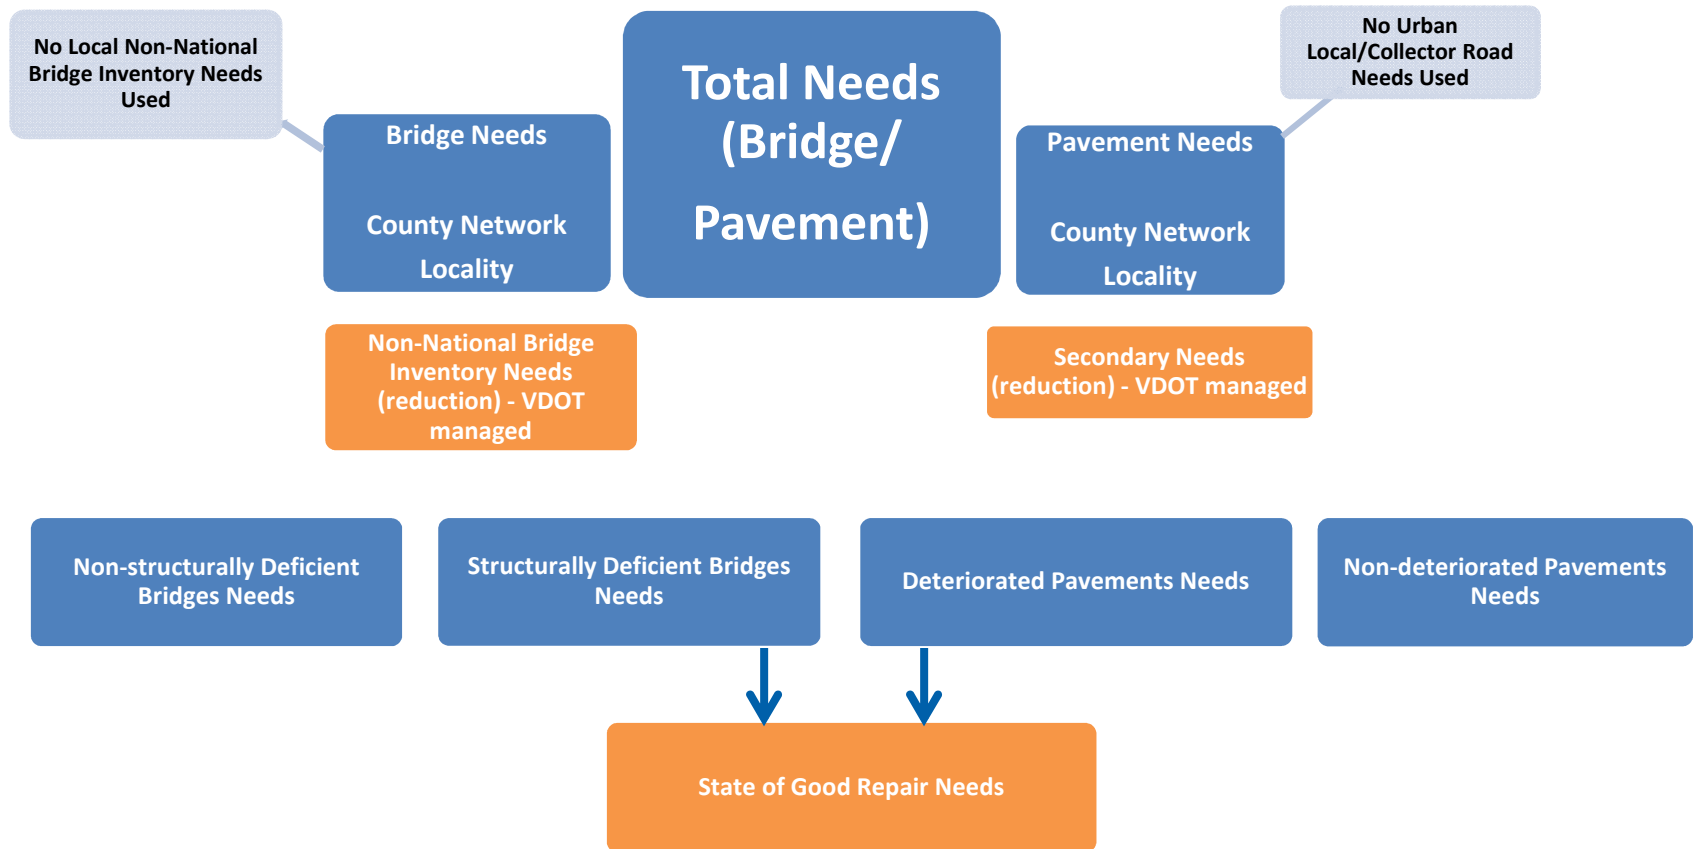 No Local Non-National
Bridge Inventory Needs
Used
Bridge Needs
County Network
Locality
Total Needs
(Bridge/
Pavement)
Pavement Needs
County Network
Locality
No Urban
Local/Collector Road
Needs Used
Non-National Bridge
Inventory Needs
(reduction) - VDOT
managed
Secondary Needs
(reduction) - VDOT managed
Non-structurally Deficient
Bridges Needs
Structurally Deficient Bridges
Needs
Deteriorated Pavements Needs
Non-deteriorated Pavements
Needs
State of Good Repair Needs